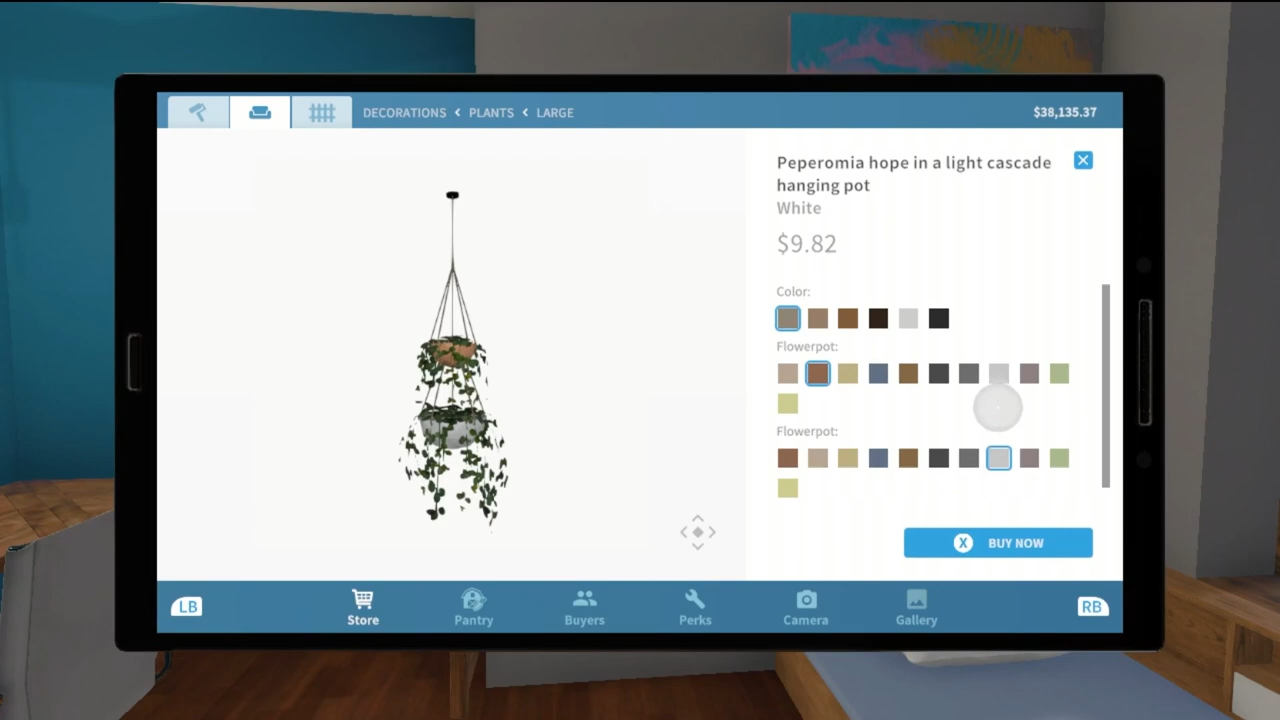 DECORATIONS < PLANTS < LARGE
$38,135.37
Peperomia hope in a light cascade
hanging pot
White
$9.82
Color:
Flowerpot:
Flowerpot:
X BUY NOW
LB
Store
Pantry
Buyers
Perks
Camera
Gallery
RB